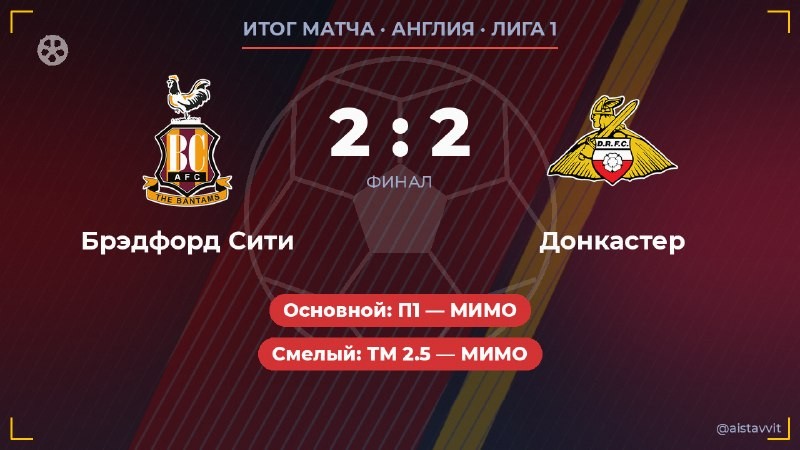 ИТОГ МАТЧА · АНГЛИЯ · ЛИГА 1
2 : 2
ФИНАЛ
BC
AFC
THE BANTAMS
D.R.F.C.
Брэдфорд Сити
Донкастер
Основной: П1 — МИМО
Смелый: ТМ 2.5 — МИМО
@aistavvit